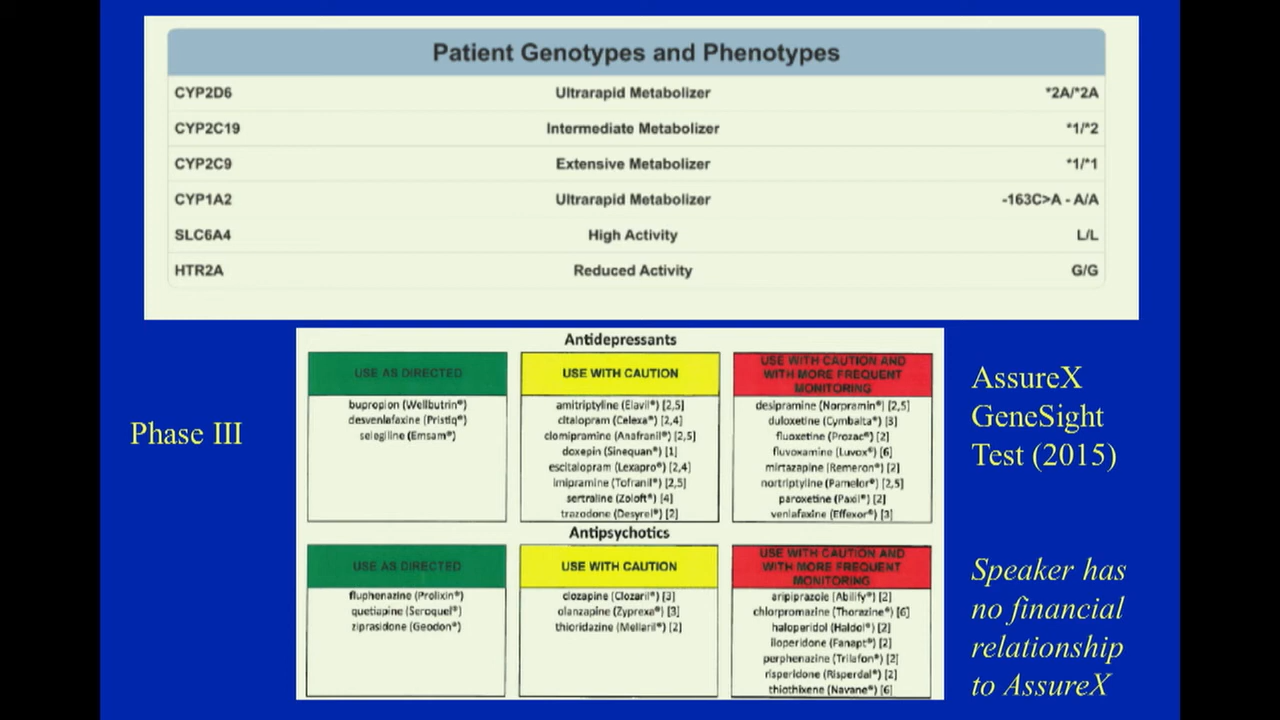 Patient Genotypes and Phenotypes
CYP2D6 Ultrarapid Metabolizer *2A/*2A
CYP2C19 Intermediate Metabolizer *1/*2
CYP2C9 Extensive Metabolizer *1/*1
CYP1A2 Ultrarapid Metabolizer -163C>A - A/A
SLC6A4 High Activity L/L
HTR2A Reduced Activity G/G
Phase III
Antidepressants
USE AS DIRECTED
bupropion (Wellbutrin®)
desvenlafaxine (Pristiq®)
selegiline (Emsam®)
USE WITH CAUTION
amitriptyline (Elavil®) [2,5]
citalopram (Celexa®) [2,4]
clomipramine (Anafranil®) [2,5]
doxepin (Sinequan®) [1]
escitalopram (Lexapro®) [2,4]
imipramine (Tofranil®) [2,5]
sertraline (Zoloft®) [4]
trazodone (Desyrel®) [2]
USE WITH CAUTION AND
WITH MORE FREQUENT
MONITORING
desipramine (Norpramin®) [2,5]
duloxetine (Cymbalta®) [3]
fluoxetine (Prozac®) [2]
fluvoxamine (Luvox®) [6]
mirtazapine (Remeron®) [2]
nortriptyline (Pamelor®) [2,5]
paroxetine (Paxil®) [2]
venlafaxine (Effexor®) [3]
Antipsychotics
USE AS DIRECTED
fluphenazine (Prolixin®)
quetiapine (Seroquel®)
ziprasidone (Geodon®)
USE WITH CAUTION
clozapine (Clozaril®) [3]
olanzapine (Zyprexa®) [3]
thioridazine (Mellaril®) [2]
USE WITH CAUTION AND
WITH MORE FREQUENT
MONITORING
aripiprazole (Abilify®) [2]
chlorpromazine (Thorazine®) [6]
haloperidol (Haldol®) [2]
iloperidone (Fanapt®) [2]
perphenazine (Trilafon®) [2]
risperidone (Risperdal®) [2]
thiothixene (Navane®) [6]
AssureX
GeneSight
Test (2015)
Speaker has
no financial
relationship
to AssureX